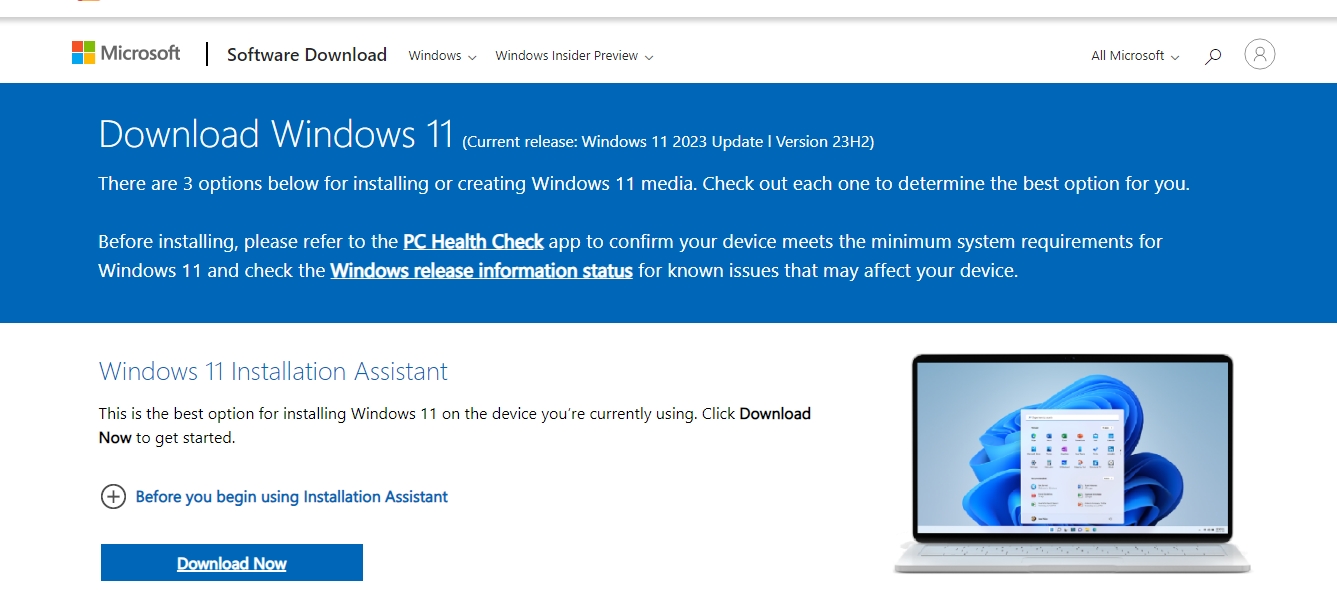 Microsoft
Software Download
Windows
Windows Insider Preview
All Microsoft
Download Windows 11 (Current release: Windows 11 2023 Update l Version 23H2)
There are 3 options below for installing or creating Windows 11 media. Check out each one to determine the best option for you.
Before installing, please refer to the PC Health Check app to confirm your device meets the minimum system requirements for
Windows 11 and check the Windows release information status for known issues that may affect your device.
Windows 11 Installation Assistant
This is the best option for installing Windows 11 on the device you’re currently using. Click Download
Now to get started.
Before you begin using Installation Assistant
Download Now